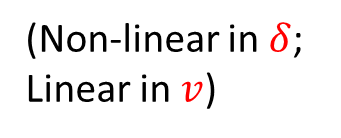 (Non-linear in 𝛿;
Linear in 𝑣)